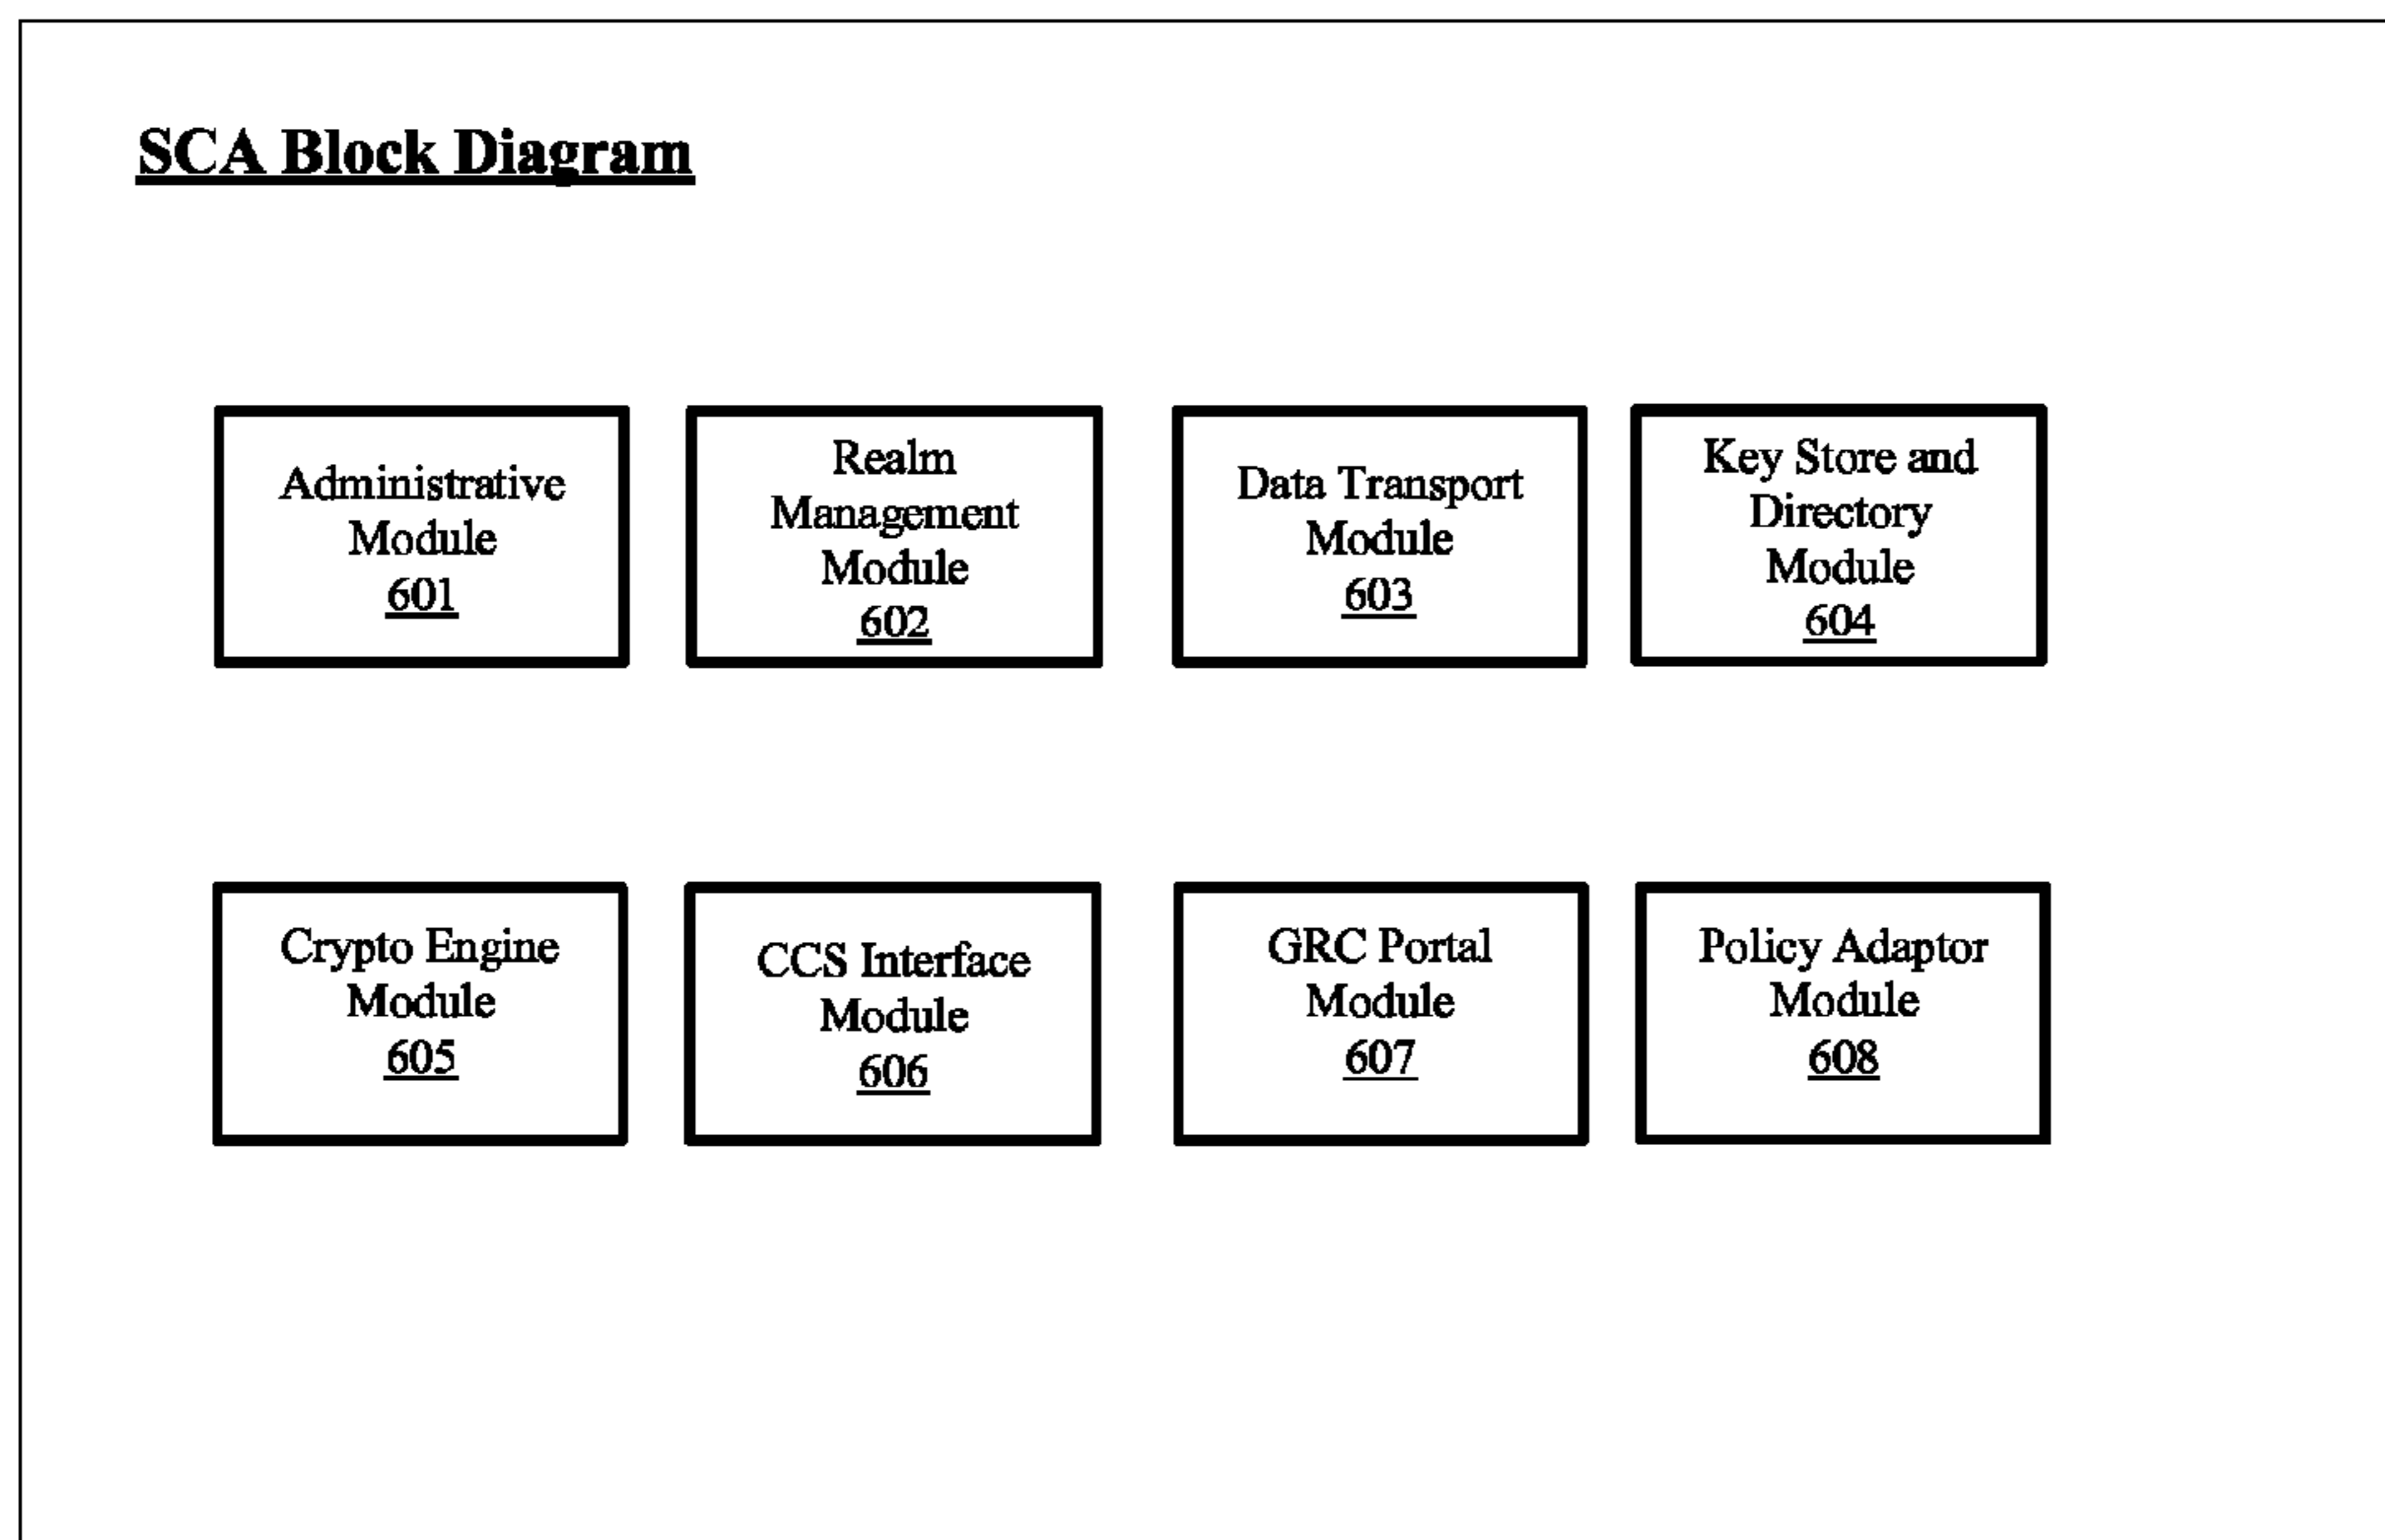 SCA Block Diagram
Administrative
Module
601
Realm
Management
Module
602
Data Transport
Module
603
Key Store and
Directory
Module
604
Crypto Engine
Module
605
CCS Interface
Module
606
GRC Portal
Module
607
Policy Adaptor
Module
608